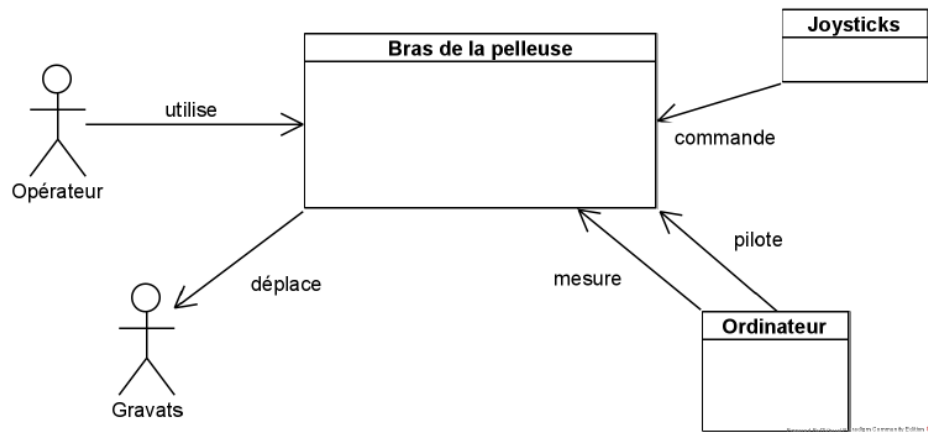 Joysticks
Bras de la pelleuse
utilise
commande
Opérateur
pilote
déplace
mesure
Ordinateur
Gravats